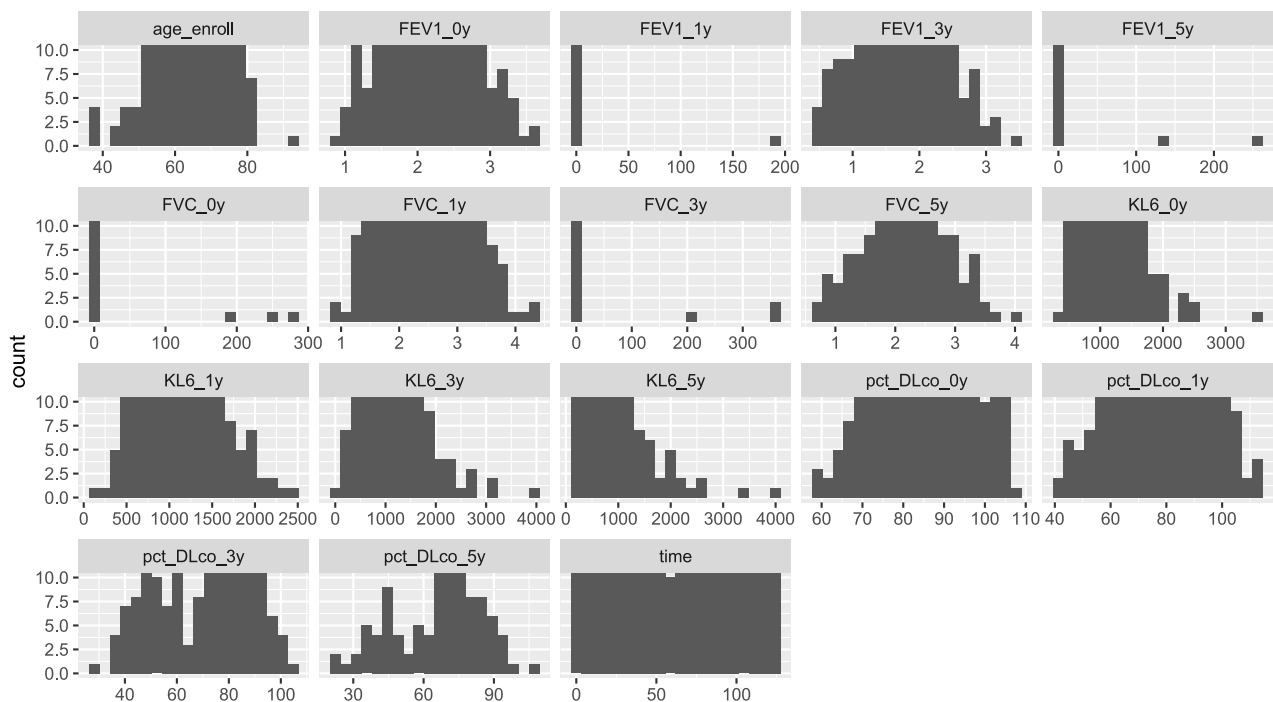 age_enroll FEV1_0y FEV1_1y FEV1_3y FEV1_5y
10.0
7.5
5.0
2.5
0.0
40 60 80 1 2 3 0 50 100 150 200 1 2 3 0 100 200
FVC_0y FVC_1y FVC_3y FVC_5y KL6_0y
10.0
7.5
5.0
2.5
0.0
0 100 200 300 1 2 3 4 0 100 200 300 1 2 3 4 1000 2000 3000
count
KL6_1y KL6_3y KL6_5y pct_DLco_0y pct_DLco_1y
10.0
7.5
5.0
2.5
0.0
0 500 1000 1500 2000 2500 0 1000 2000 3000 4000 0 1000 2000 3000 4000 60 70 80 90 100 110 40 60 80 100
pct_DLco_3y pct_DLco_5y time
10.0
7.5
5.0
2.5
0.0
40 60 80 100 30 60 90 0 50 100